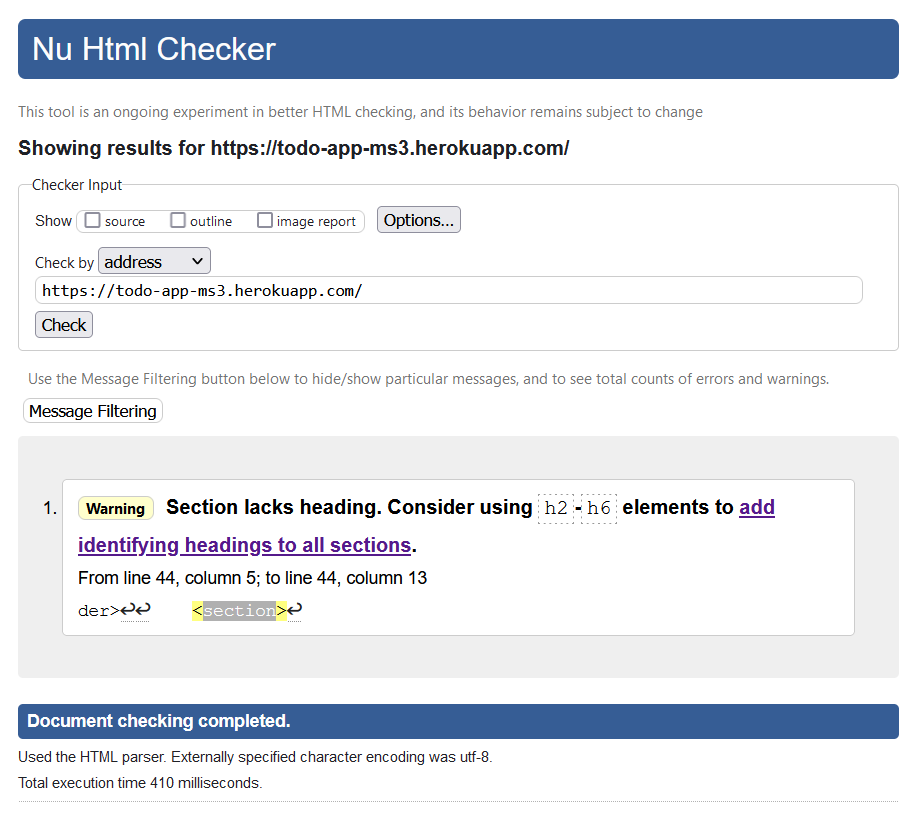 Nu Html Checker
This tool is an ongoing experiment in better HTML checking, and its behavior remains subject to change
Showing results for https://todo-app-ms3.herokuapp.com/
Checker Input
Show source outline image report Options...
Check by address
https://todo-app-ms3.herokuapp.com/
Check
Use the Message Filtering button below to hide/show particular messages, and to see total counts of errors and warnings.
Message Filtering
1. Warning Section lacks heading. Consider using h2-h6 elements to add
identifying headings to all sections.
From line 44, column 5; to line 44, column 13
der>↩↩    <section>↩
Document checking completed.
Used the HTML parser. Externally specified character encoding was utf-8.
Total execution time 410 milliseconds.